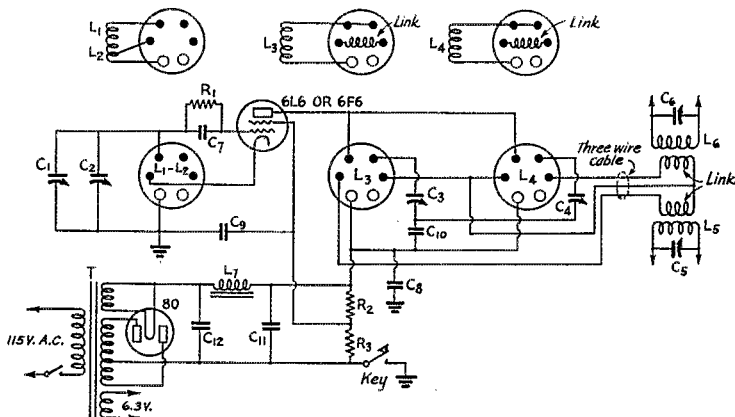 L1
L2
L3
Link
L4
Link
R1
6L6 OR 6F6
C7
C1
C2
L1-L2
C9
L3
C3
C10
L4
C4
Three wire
cable
C6
L6
Link
L5
C5
T
L7
80
C12
C11
C8
R2
R3
115V. A.C.
6.3V.
Key